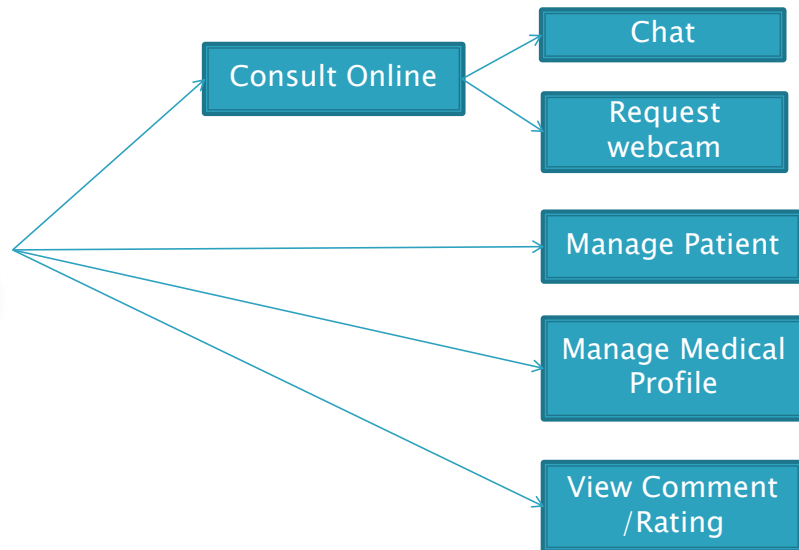 Chat
Consult Online
Request
webcam
Manage Patient
Manage Medical
Profile
View Comment
/Rating